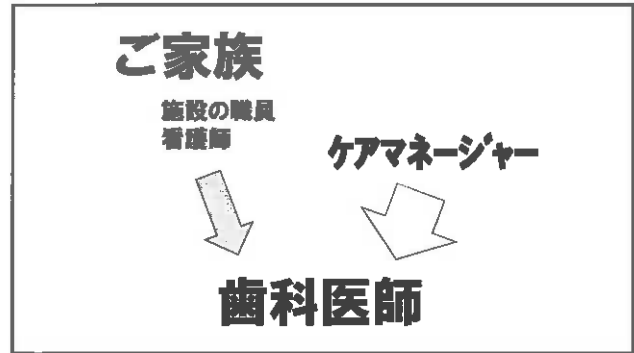 ご家族
施設の職員
看護師
ケアマネージャー
歯科医師